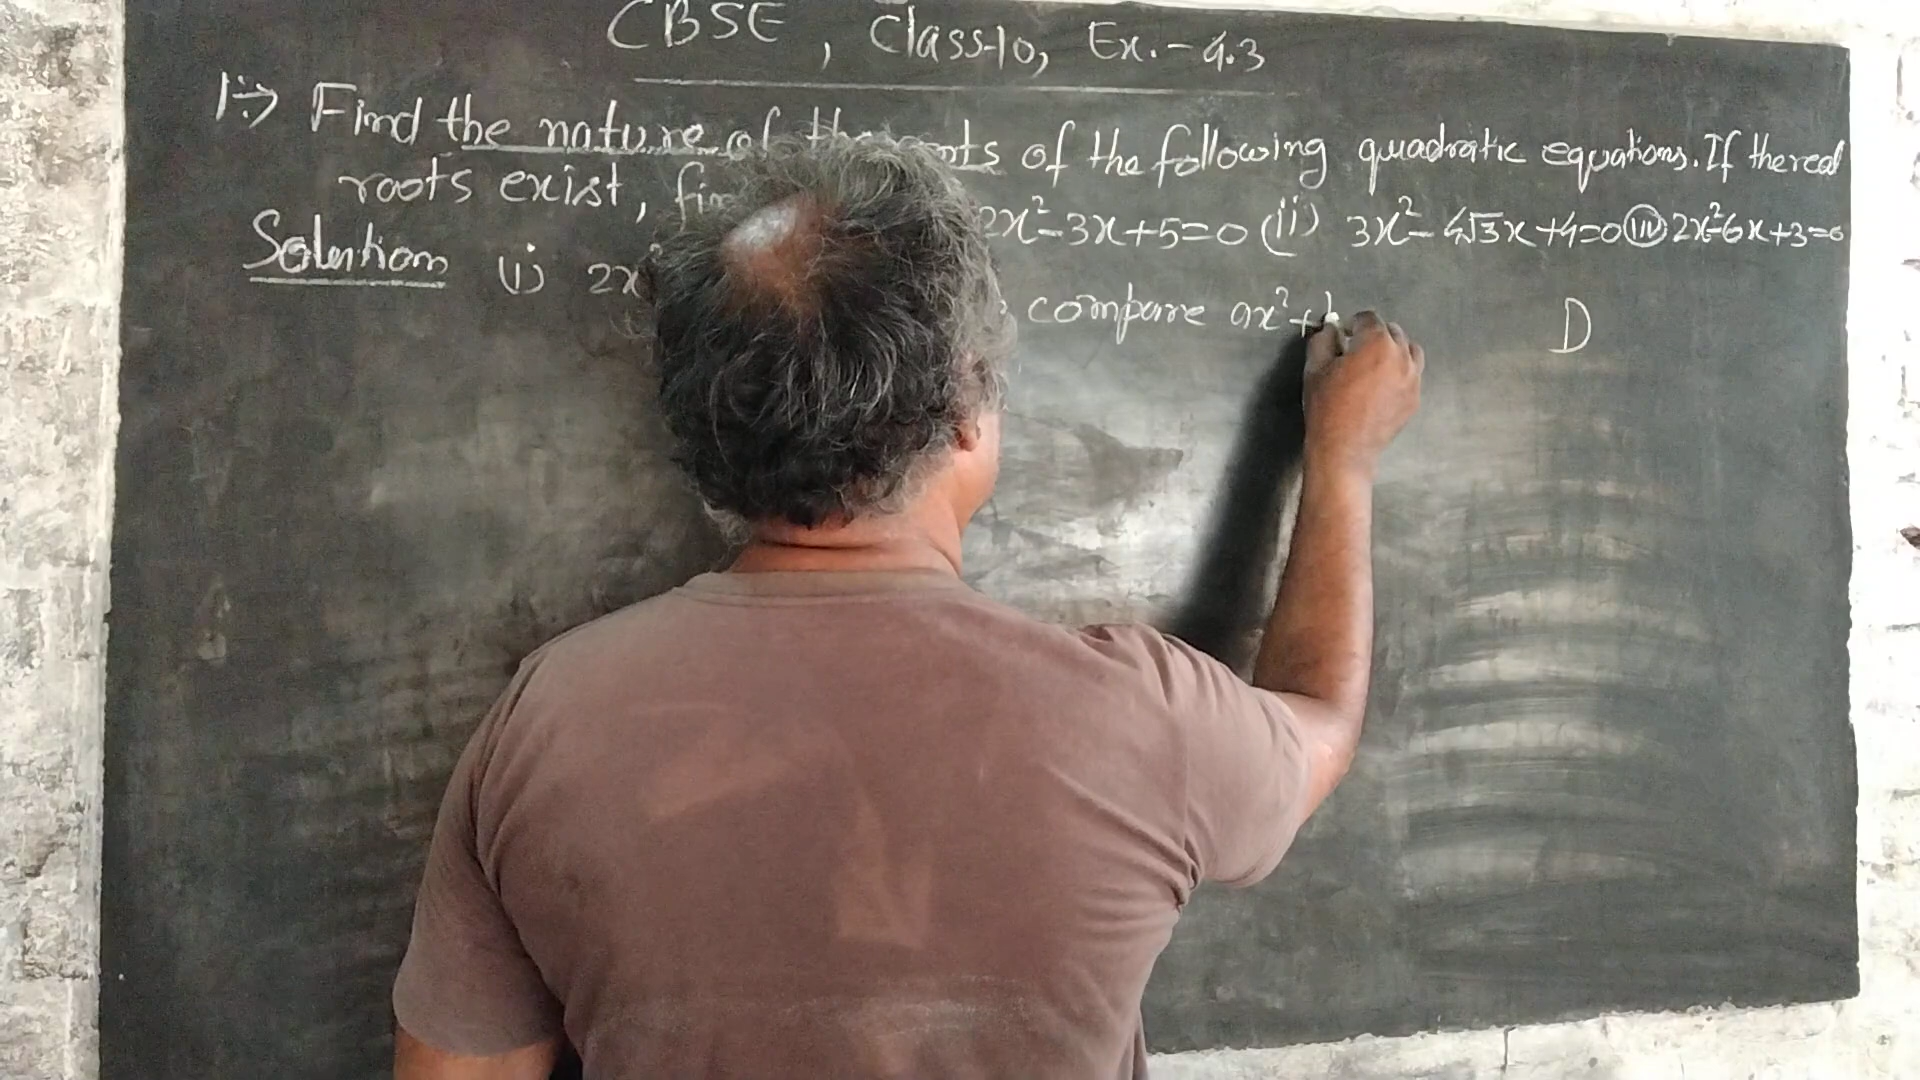 CBSE, Class-10, Ex.-4.3
1:-> Find the nature of the roots of the following quadratic equations. If the real
roots exist, 2x²-3x+5=0 (ii) 3x²-4√3x+4=0 (iii) 2x²-6x+3=0
Solution (i) 2x²
compare ax²+b D